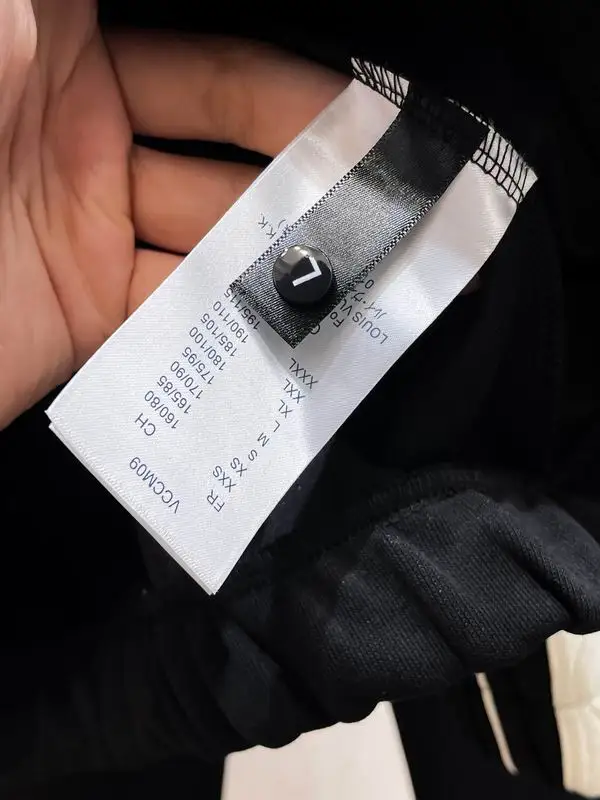 VCCM09
FR CH
XXS 160/80
XS 165/85
S 170/90
M 175/95
L 180/100
XL 185/105
XXL 190/110
XXXL 195/115
LOUIS
K.K.
L